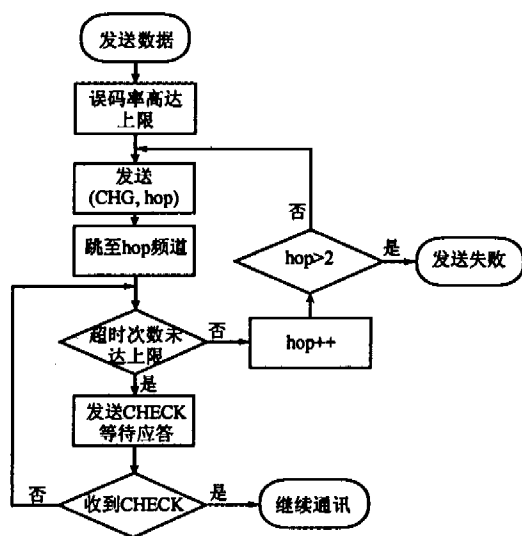 发送数据
误码率高达
上限
发送
(CHG, hop)
否
跳至hop频道
hop>2
是
发送失败
超时次数未
达上限
否
hop++
是
发送CHECK
等待应答
否
收到CHECK
是
继续通讯